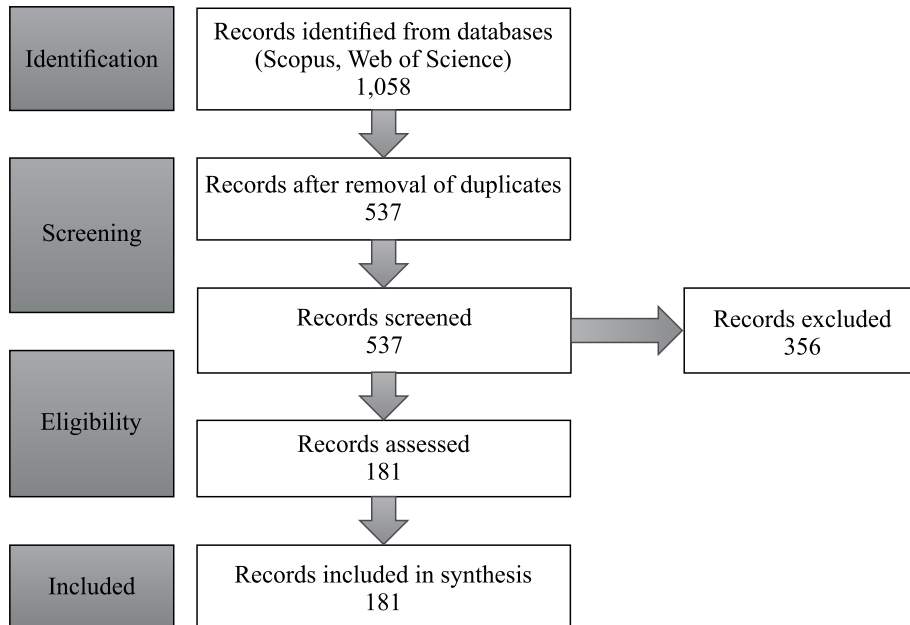 Identification
Records identified from databases
(Scopus, Web of Science)
1,058
Screening
Records after removal of duplicates
537
Records screened
537
Records excluded
356
Eligibility
Records assessed
181
Included
Records included in synthesis
181